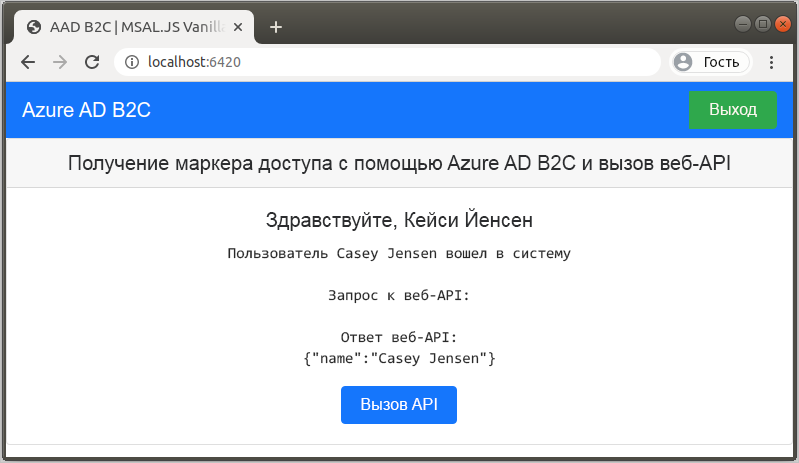 AAD B2C | MSAL.JS Vanill
localhost:6420
Гость
Azure AD B2C
Выход
Получение маркера доступа с помощью Azure AD B2C и вызов веб-API
Здравствуйте, Кейси Йенсен
Пользователь Casey Jensen вошел в систему
Запрос к веб-API:
Ответ веб-API:
{"name":"Casey Jensen"}
Вызов API